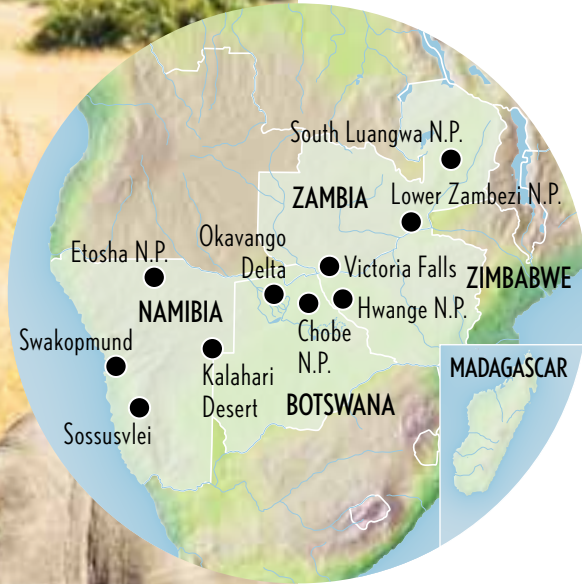 South Luangwa N.P.
ZAMBIA
Lower Zambezi N.P.
Okavango
Delta
Etosha N.P.
Victoria Falls
ZIMBABWE
NAMIBIA
Hwange N.P.
Chobe
N.P.
Swakopmund
Kalahari
Desert
MADAGASCAR
BOTSWANA
Sossusvlei